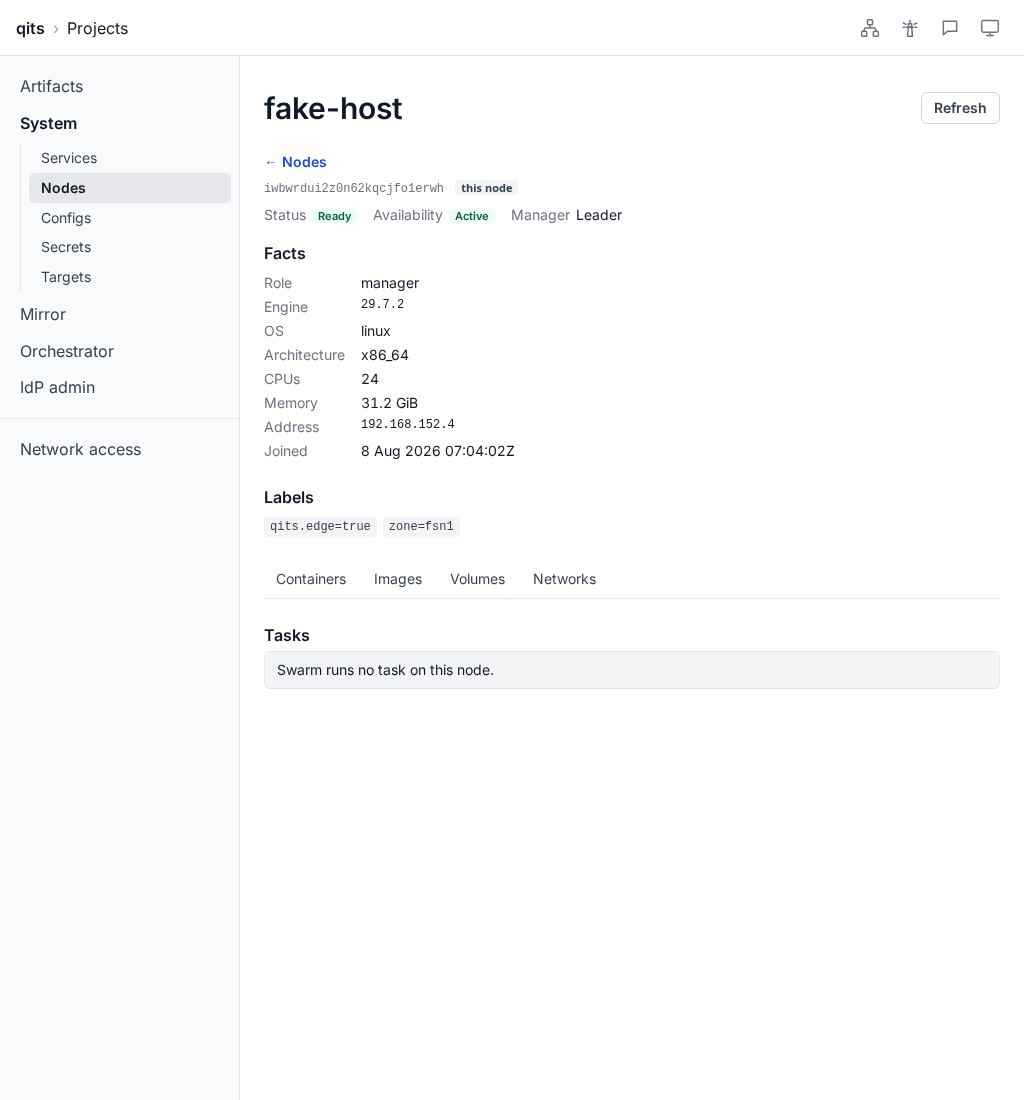 qits › Projects
Artifacts
System
Services
Nodes
Configs
Secrets
Targets
Mirror
Orchestrator
IdP admin
Network access
fake-host
Refresh
← Nodes
iwbwrdui2z0n62kqcjfo1erwh this node
Status Ready Availability Active Manager Leader
Facts
Role manager
Engine 29.7.2
OS linux
Architecture x86_64
CPUs 24
Memory 31.2 GiB
Address 192.168.152.4
Joined 8 Aug 2026 07:04:02Z
Labels
qits.edge=true zone=fsn1
Containers Images Volumes Networks
Tasks
Swarm runs no task on this node.